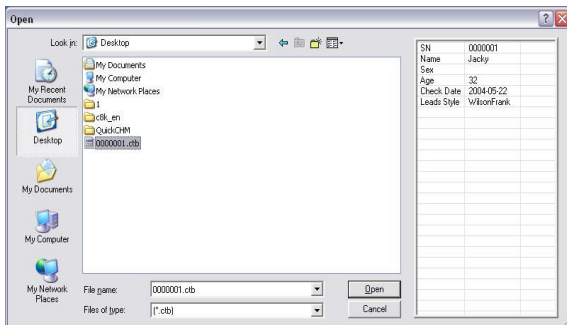 Open
Look in: Desktop
My Recent Documents
Desktop
My Documents
My Computer
My Network Places
My Documents
My Computer
My Network Places
1
c8k_en
QuickCHM
0000001.ctb
File name: 0000001.ctb Open
Files of type: (*.ctb) Cancel
SN 0000001
Name Jacky
Sex
Age 32
Check Date 2004-05-22
Leads Style WilsonFrank